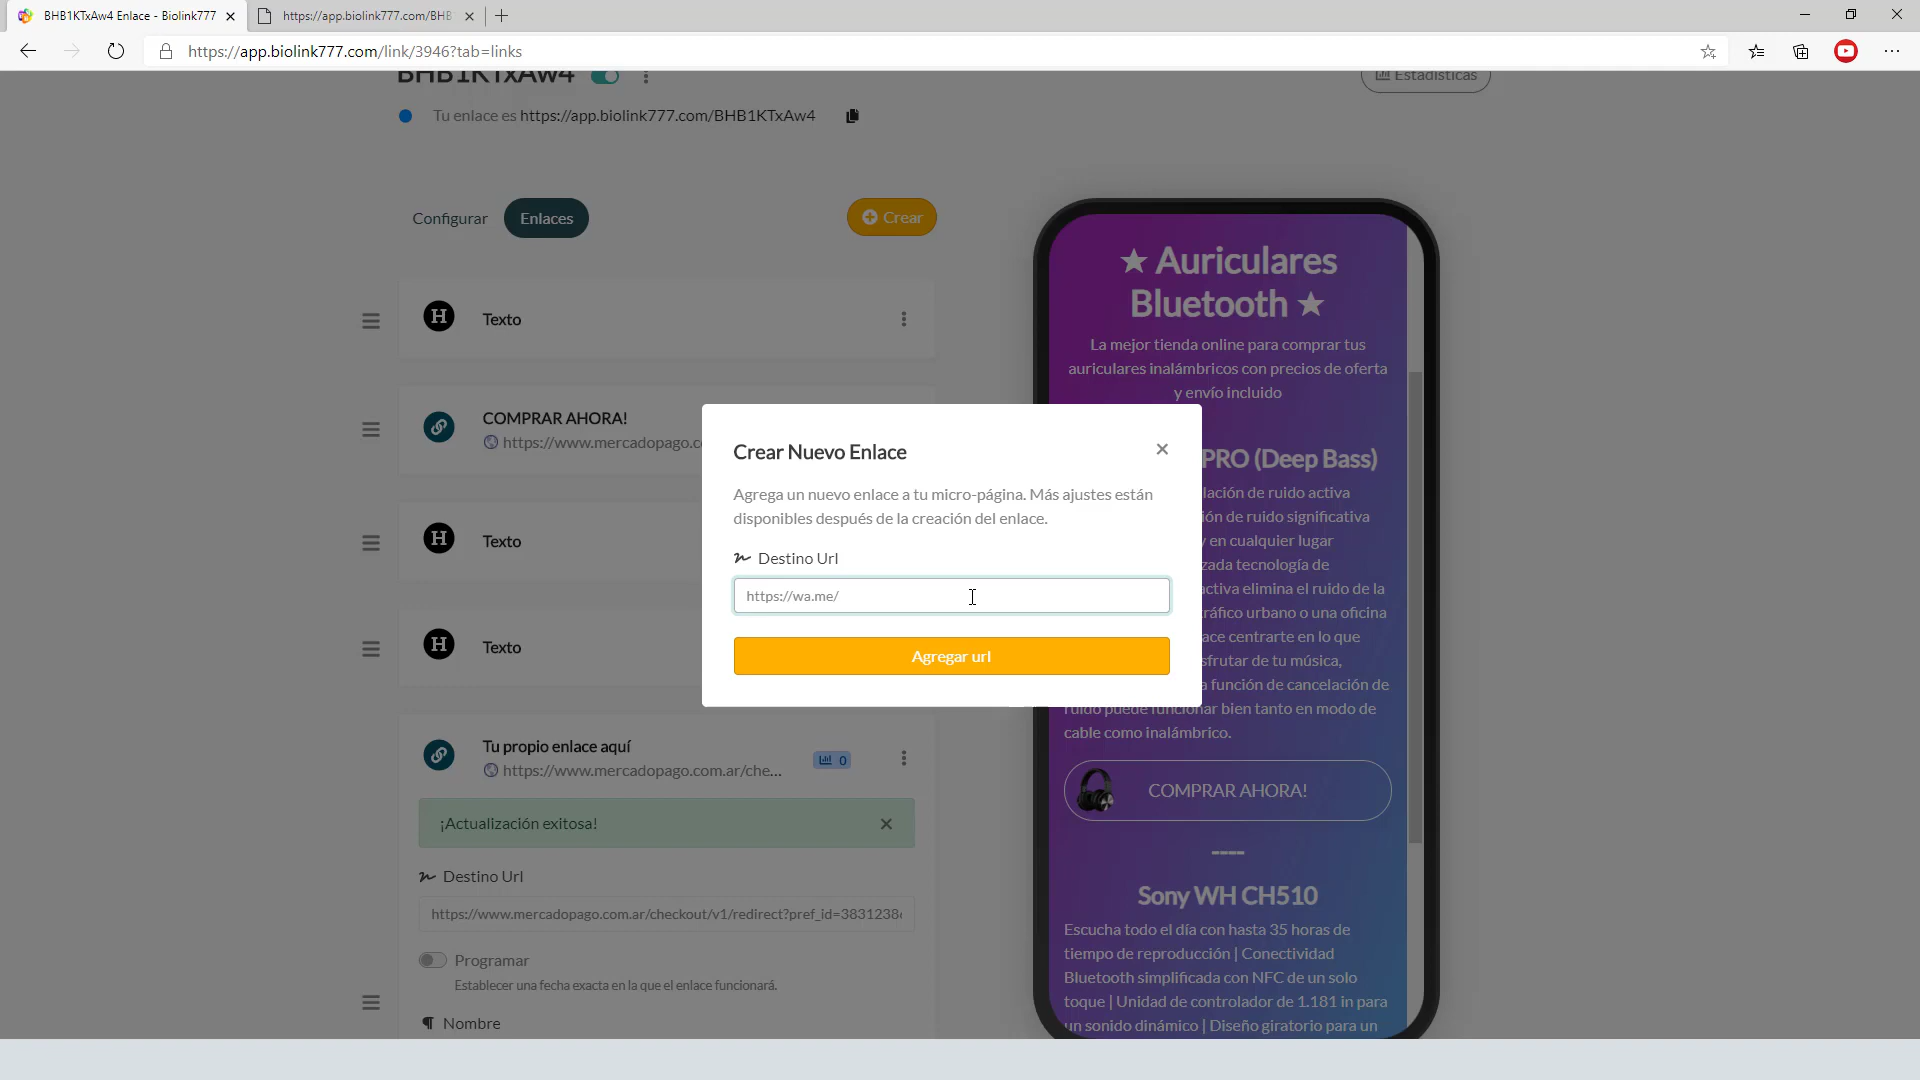 BHB1KTxAw4 Enlace - Biolink777
https://app.biolink777.com/BHB
https://app.biolink777.com/link/3946?tab=links
BHB1KTxAw4
Estadísticas
Tu enlace es https://app.biolink777.com/BHB1KTxAw4
Configurar
Enlaces
Crear
Texto
COMPRAR AHORA!
https://www.mercadopago.c
Texto
Texto
Tu propio enlace aquí
https://www.mercadopago.com.ar/che...
0
¡Actualización exitosa!
Destino Url
https://www.mercadopago.com.ar/checkout/v1/redirect?pref_id=3831238
Programar
Establecer una fecha exacta en la que el enlace funcionará.
Nombre
Crear Nuevo Enlace
Agrega un nuevo enlace a tu micro-página. Más ajustes están
disponibles después de la creación del enlace.
Destino Url
https://wa.me/
Agregar url
★ Auriculares
Bluetooth ★
La mejor tienda online para comprar tus
auriculares inalámbricos con precios de oferta
y envío incluido
PRO (Deep Bass)
lación de ruido activa
ión de ruido significativa
y en cualquier lugar
zada tecnología de
activa elimina el ruido de la
ráfico urbano o una oficina
ace centrarte en lo que
sfrutar de tu música,
a función de cancelación de
ruido puede funcionar bien tanto en modo de
cable como inalámbrico.
COMPRAR AHORA!
----
Sony WH CH510
Escucha todo el día con hasta 35 horas de
tiempo de reproducción | Conectividad
Bluetooth simplificada con NFC de un solo
toque | Unidad de controlador de 1.181 in para
un sonido dinámico | Diseño giratorio para un